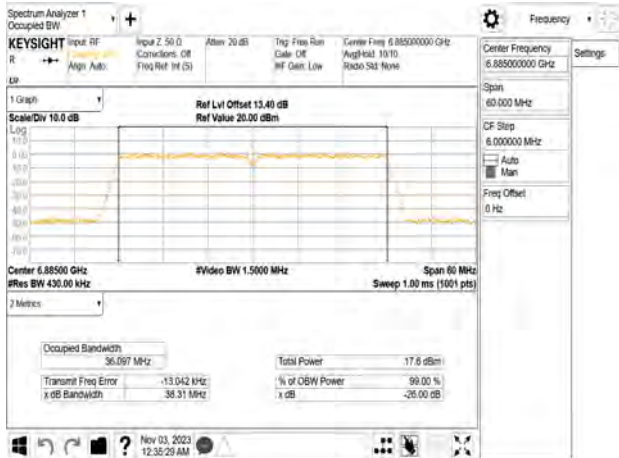 Spectrum Analyzer 1
Occupied BW
+
Frequency
KEYSIGHT
R
Input: RF
Align: Auto
Input Z: 50 Ω
Corrections: Off
Freq Ref: Int (S)
Atten: 20 dB
Trig: Free Run
Gate: Off
#IF Gain: Low
Center Freq: 6.885000000 GHz
Avg|Hold: 10/10
Radio Std: None
Center Frequency
6.885000000 GHz
Settings
Span
60.000 MHz
CF Step
6.000000 MHz
Auto
Man
Freq Offset
0 Hz
1 Graph
Scale/Div 10.0 dB
Ref Lvl Offset 13.40 dB
Ref Value 20.00 dBm
Log
10.0
0.00
Center 6.88500 GHz
#Res BW 430.00 kHz
#Video BW 1.5000 MHz
Span 60 MHz
Sweep 1.00 ms (1001 pts)
2 Metrics
Occupied Bandwidth
36.097 MHz
Total Power
17.6 dBm
Transmit Freq Error
-13.042 kHz
% of OBW Power
99.00 %
x dB Bandwidth
38.31 MHz
x dB
-26.00 dB
?
Nov 03, 2023
12:35:29 AM